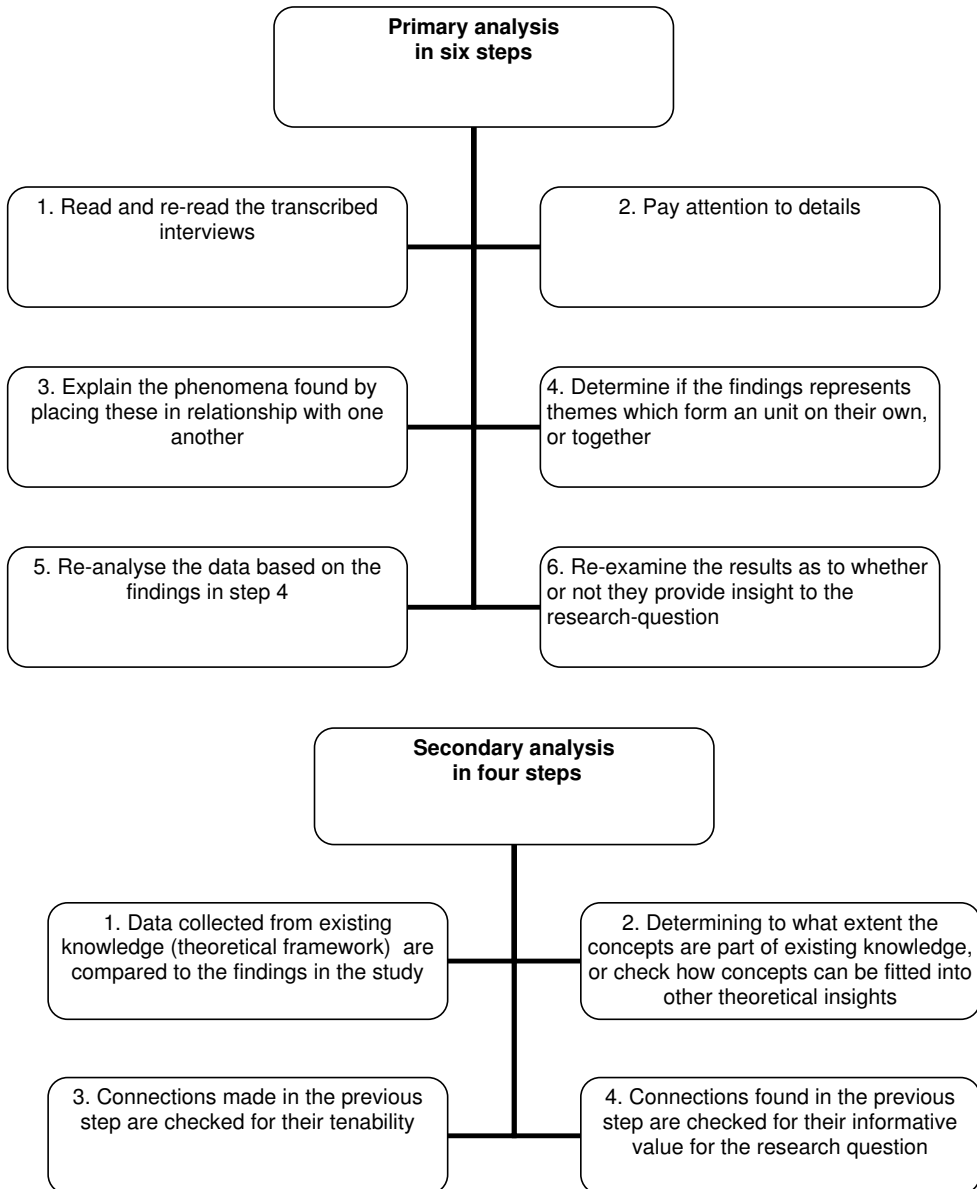 Primary analysis
in six steps
1. Read and re-read the transcribed
interviews
2. Pay attention to details
3. Explain the phenomena found by
placing these in relationship with one
another
4. Determine if the findings represents
themes which form an unit on their own,
or together
5. Re-analyse the data based on the
findings in step 4
6. Re-examine the results as to whether
or not they provide insight to the
research-question
Secondary analysis
in four steps
1. Data collected from existing
knowledge (theoretical framework) are
compared to the findings in the study
2. Determining to what extent the
concepts are part of existing knowledge,
or check how concepts can be fitted into
other theoretical insights
3. Connections made in the previous
step are checked for their tenability
4. Connections found in the previous
step are checked for their informative
value for the research question